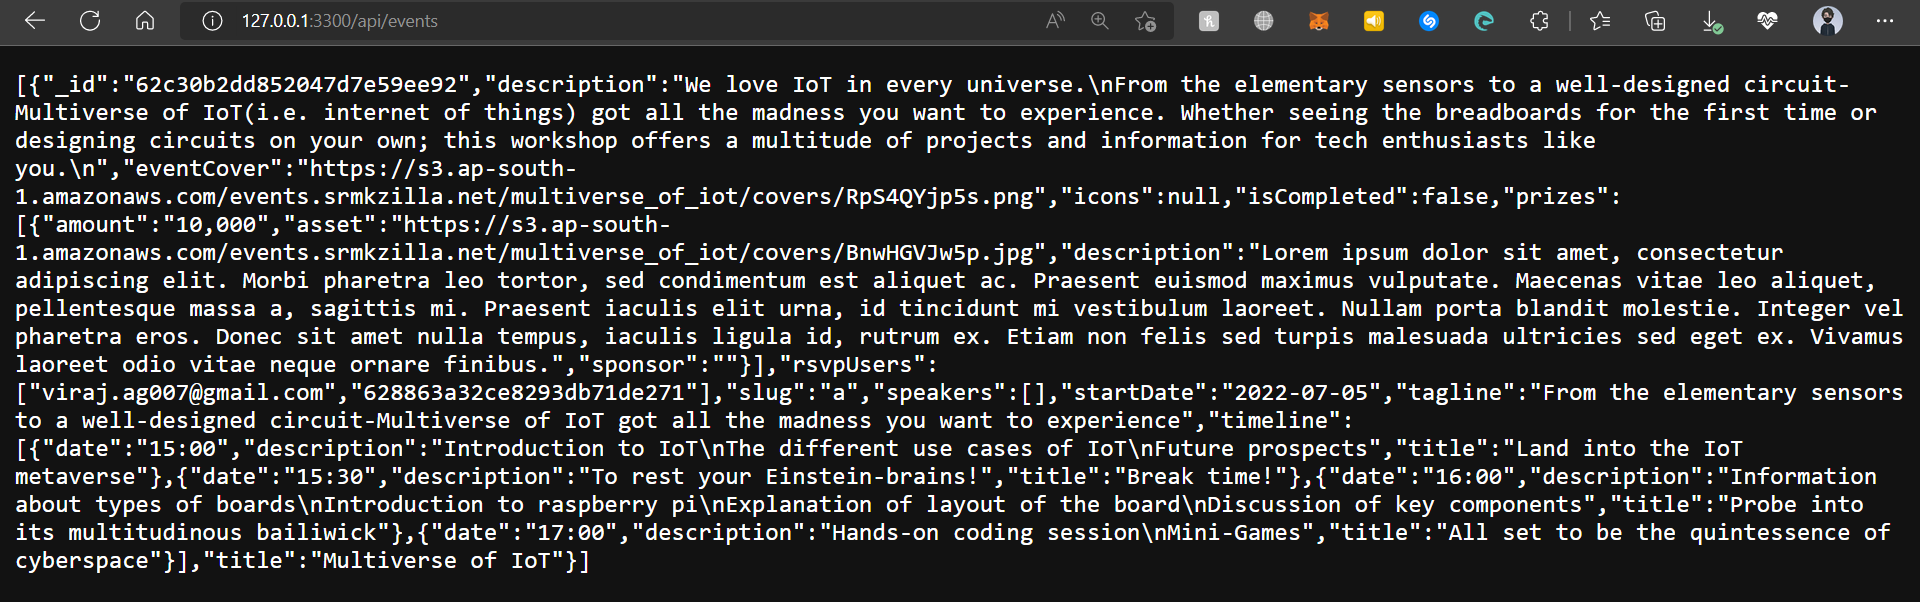 127.0.0.1:3300/api/events
[{"_id":"62c30b2dd852047d7e59ee92","description":"We love IoT in every universe.\nFrom the elementary sensors to a well-designed circuit-
Multiverse of IoT(i.e. internet of things) got all the madness you want to experience. Whether seeing the breadboards for the first time or
designing circuits on your own; this workshop offers a multitude of projects and information for tech enthusiasts like
you.\n","eventCover":"https://s3.ap-south-
1.amazonaws.com/events.srmkzilla.net/multiverse_of_iot/covers/RpS4QYjp5s.png","icons":null,"isCompleted":false,"prizes":
[{"amount":"10,000","asset":"https://s3.ap-south-
1.amazonaws.com/events.srmkzilla.net/multiverse_of_iot/covers/BnwHGVJw5p.jpg","description":"Lorem ipsum dolor sit amet, consectetur
adipiscing elit. Morbi pharetra leo tortor, sed condimentum est aliquet ac. Praesent euismod maximus vulputate. Maecenas vitae leo aliquet,
pellentesque massa a, sagittis mi. Praesent iaculis elit urna, id tincidunt mi vestibulum laoreet. Nullam porta blandit molestie. Integer vel
pharetra eros. Donec sit amet nulla tempus, iaculis ligula id, rutrum ex. Etiam non felis sed turpis malesuada ultricies sed eget ex. Vivamus
laoreet odio vitae neque ornare finibus.","sponsor":""}],"rsvpUsers":
["viraj.ag007@gmail.com","628863a32ce8293db71de271"],"slug":"a","speakers":[],"startDate":"2022-07-05","tagline":"From the elementary sensors
to a well-designed circuit-Multiverse of IoT got all the madness you want to experience","timeline":
[{"date":"15:00","description":"Introduction to IoT\nThe different use cases of IoT\nFuture prospects","title":"Land into the IoT
metaverse"},{"date":"15:30","description":"To rest your Einstein-brains!","title":"Break time!"},{"date":"16:00","description":"Information
about types of boards\nIntroduction to raspberry pi\nExplanation of layout of the board\nDiscussion of key components","title":"Probe into
its multitudinous bailiwick"},{"date":"17:00","description":"Hands-on coding session\nMini-Games","title":"All set to be the quintessence of
cyberspace"}],"title":"Multiverse of IoT"}]